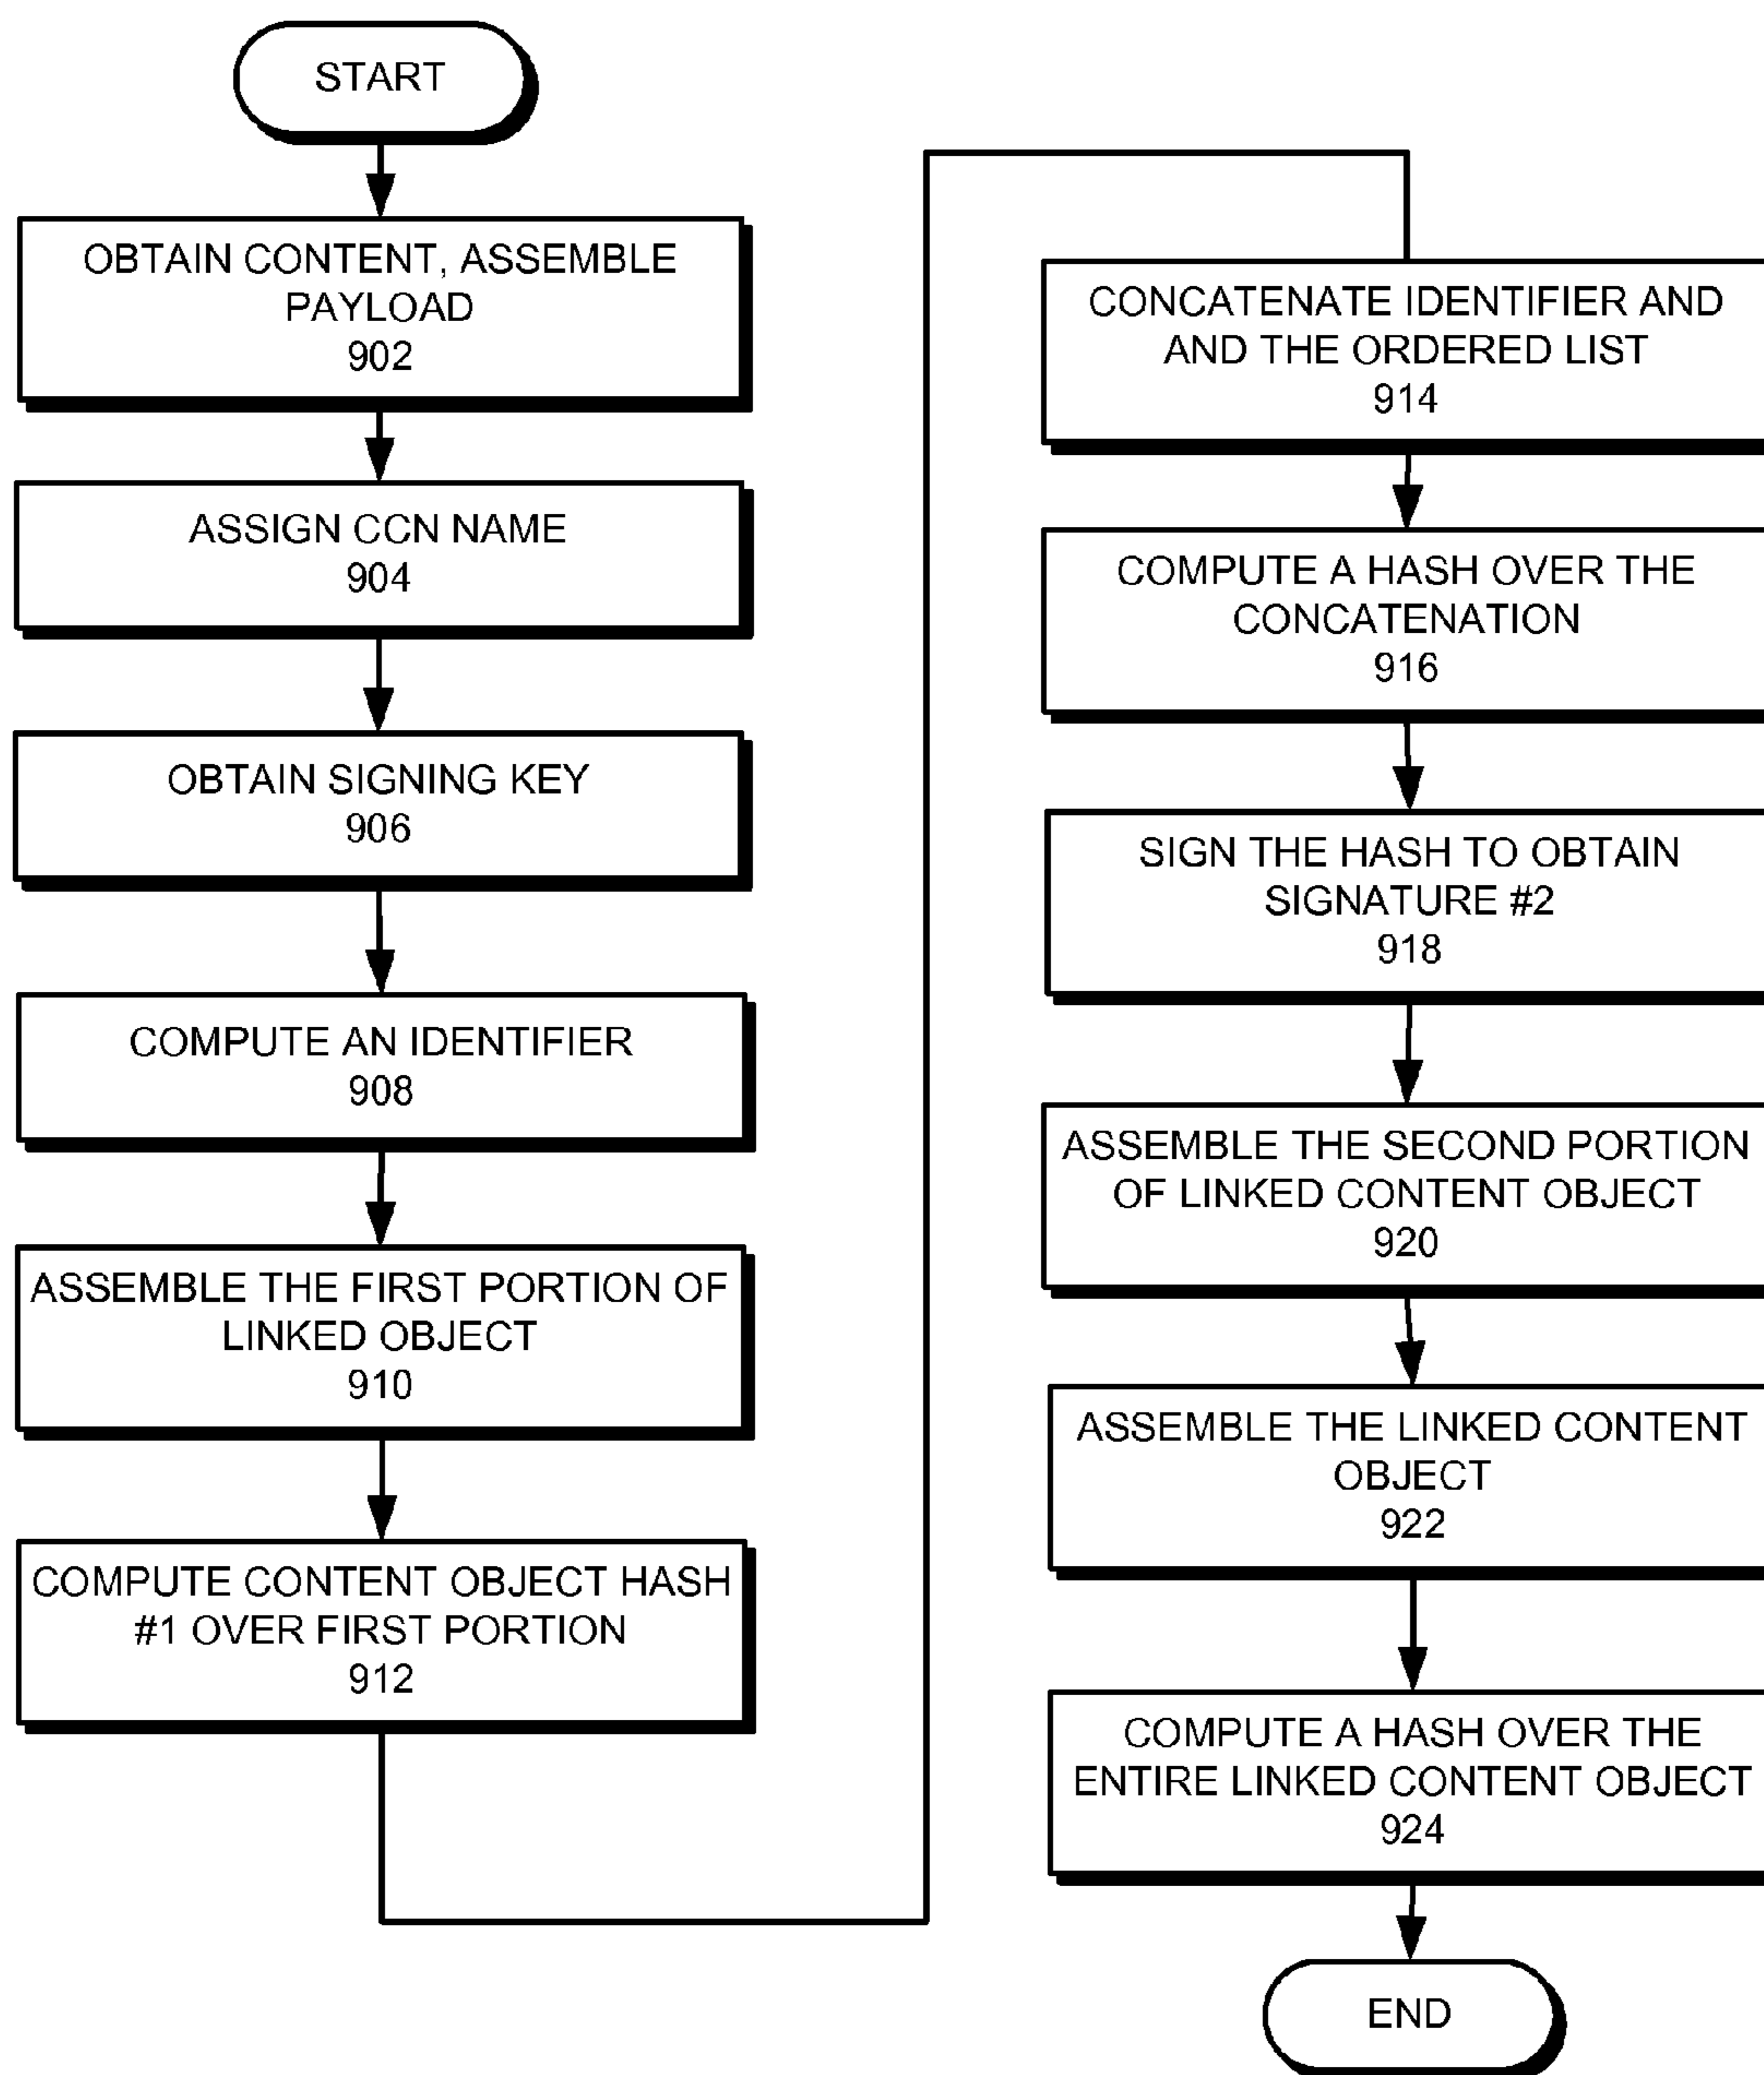 START
OBTAIN CONTENT, ASSEMBLE
PAYLOAD
902
ASSIGN CCN NAME
904
OBTAIN SIGNING KEY
906
COMPUTE AN IDENTIFIER
908
ASSEMBLE THE FIRST PORTION OF
LINKED OBJECT
910
COMPUTE CONTENT OBJECT HASH
#1 OVER FIRST PORTION
912
CONCATENATE IDENTIFIER AND
AND THE ORDERED LIST
914
COMPUTE A HASH OVER THE
CONCATENATION
916
SIGN THE HASH TO OBTAIN
SIGNATURE #2
918
ASSEMBLE THE SECOND PORTION
OF LINKED CONTENT OBJECT
920
ASSEMBLE THE LINKED CONTENT
OBJECT
922
COMPUTE A HASH OVER THE
ENTIRE LINKED CONTENT OBJECT
924
END